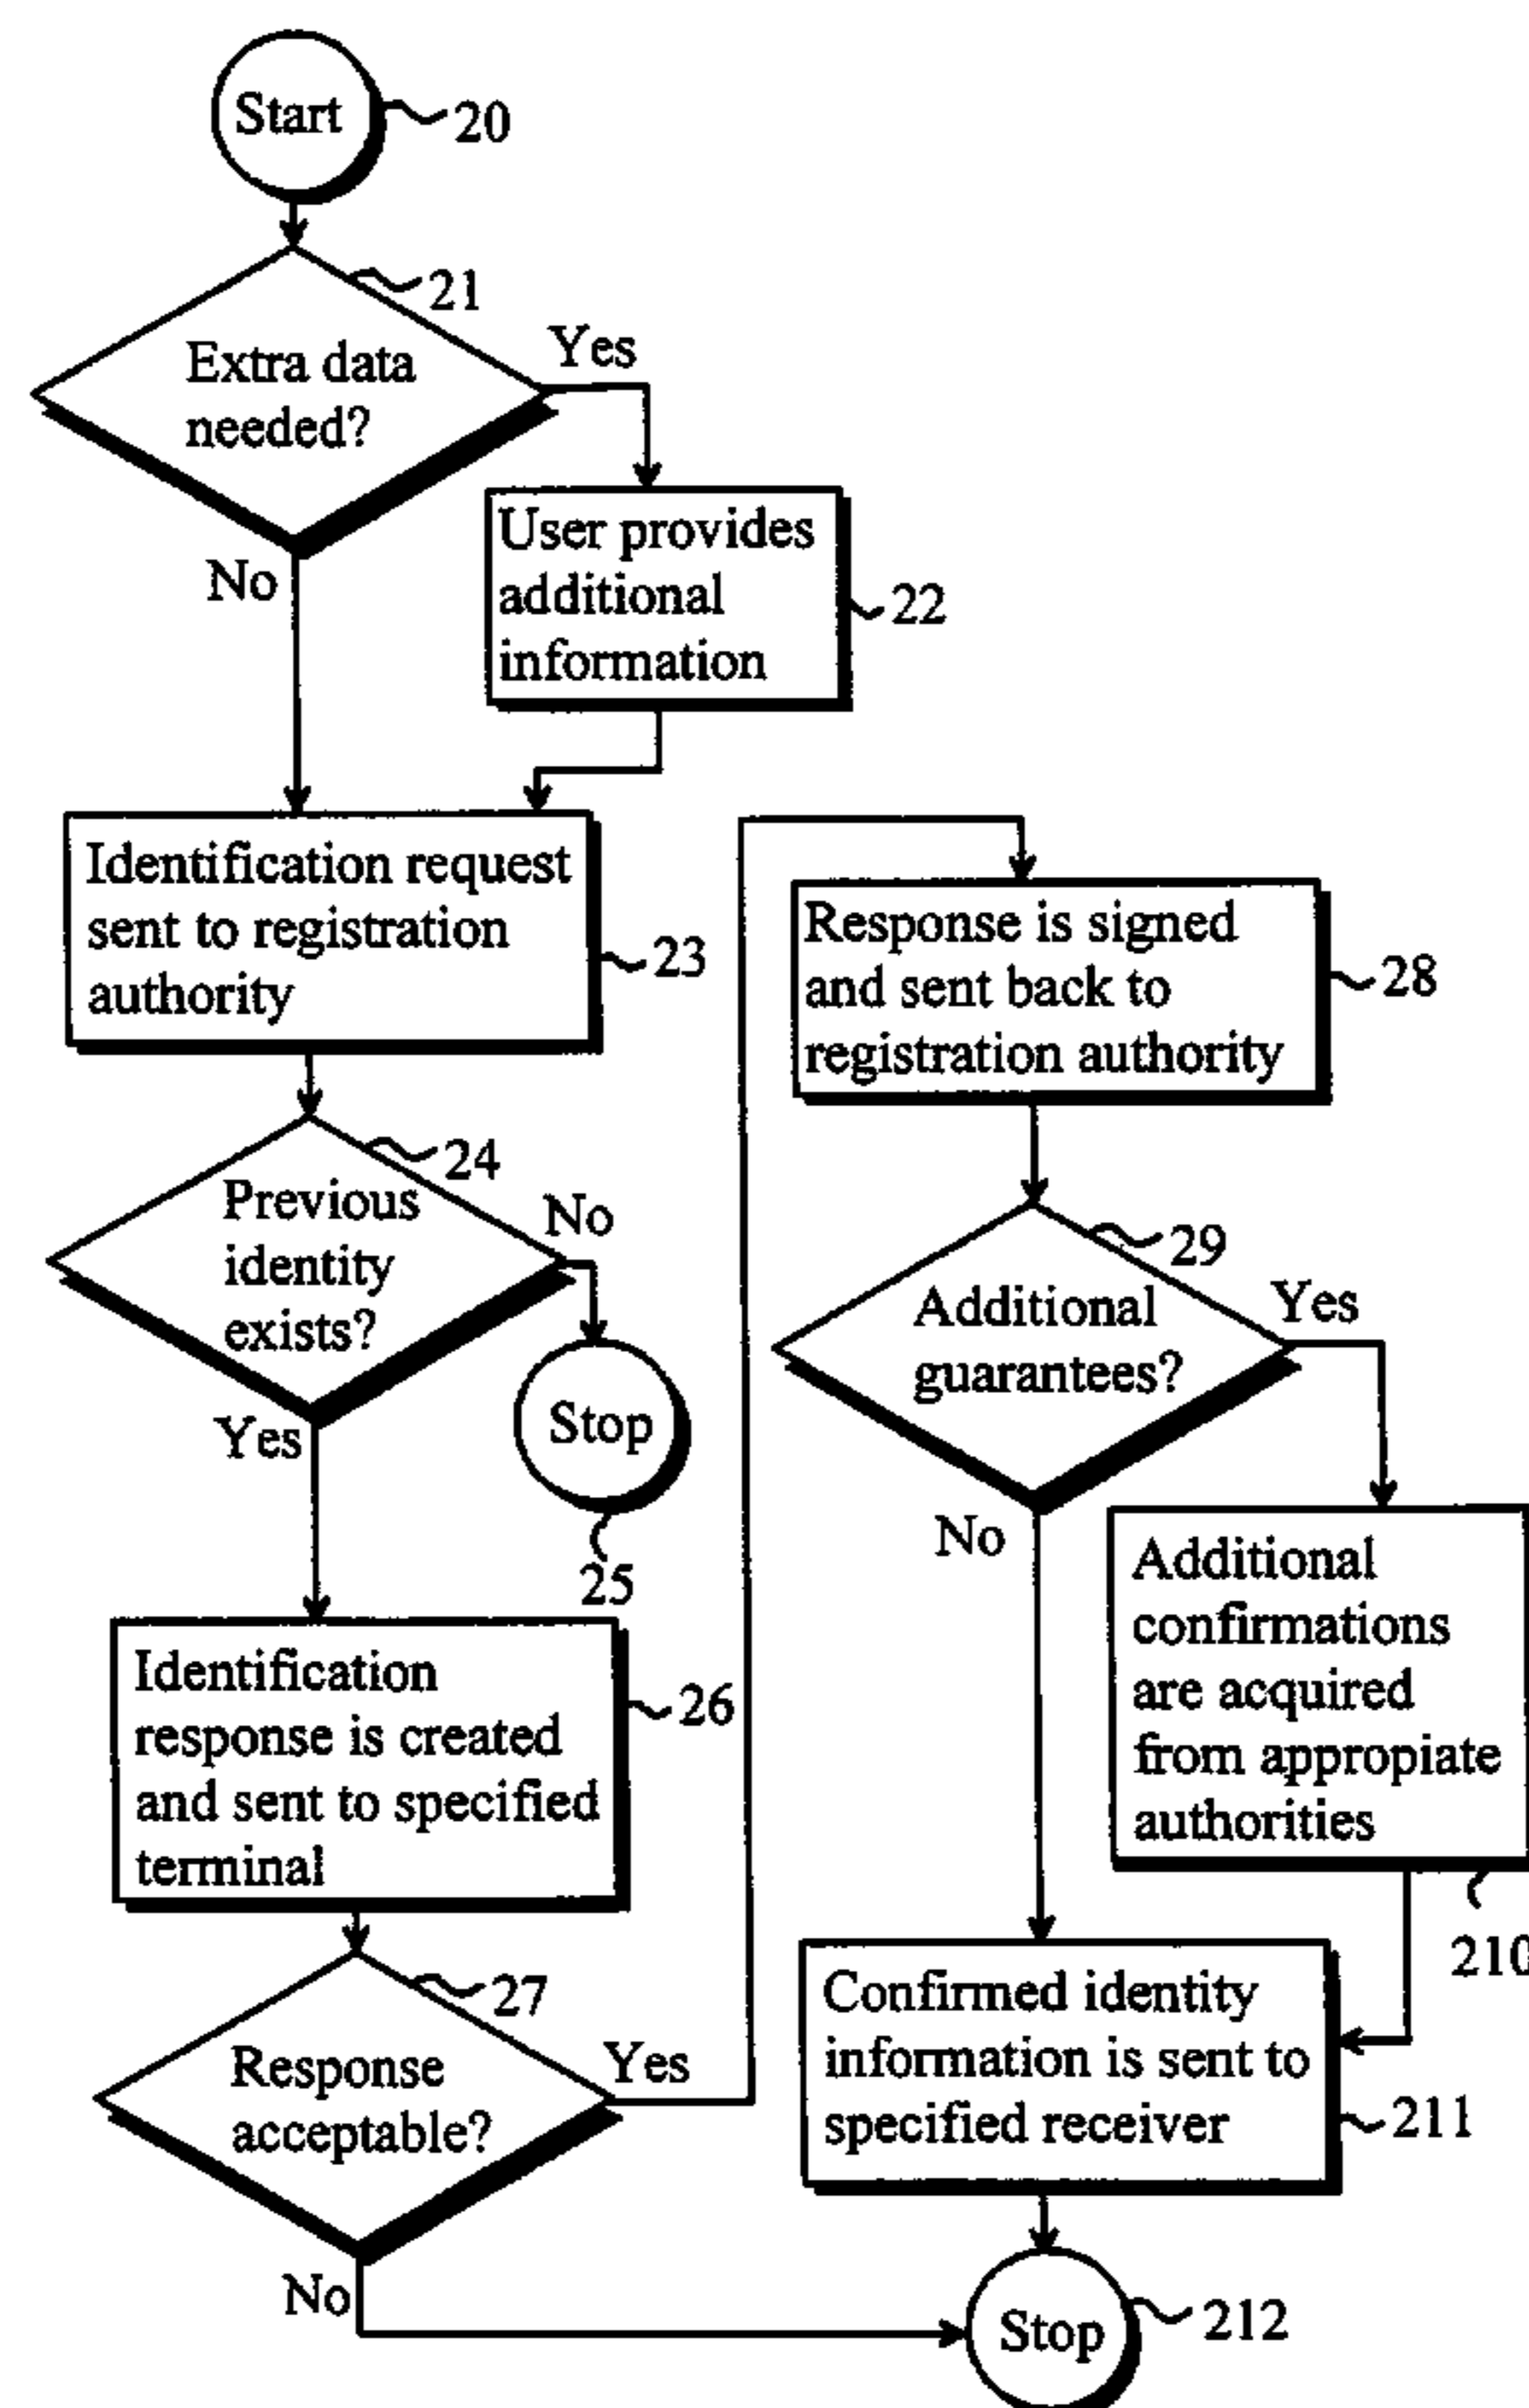 Start
20
21
Extra data
needed?
Yes
No
User provides
additional
information
22
Identification request
sent to registration
authority
23
24
Previous
identity
exists?
No
Yes
Stop
25
Identification
response is created
and sent to specified
terminal
26
27
Response
acceptable?
Yes
No
Response is signed
and sent back to
registration authority
28
29
Additional
guarantees?
Yes
No
Additional
confirmations
are acquired
from appropiate
authorities
210
Confirmed identity
information is sent to
specified receiver
211
Stop
212